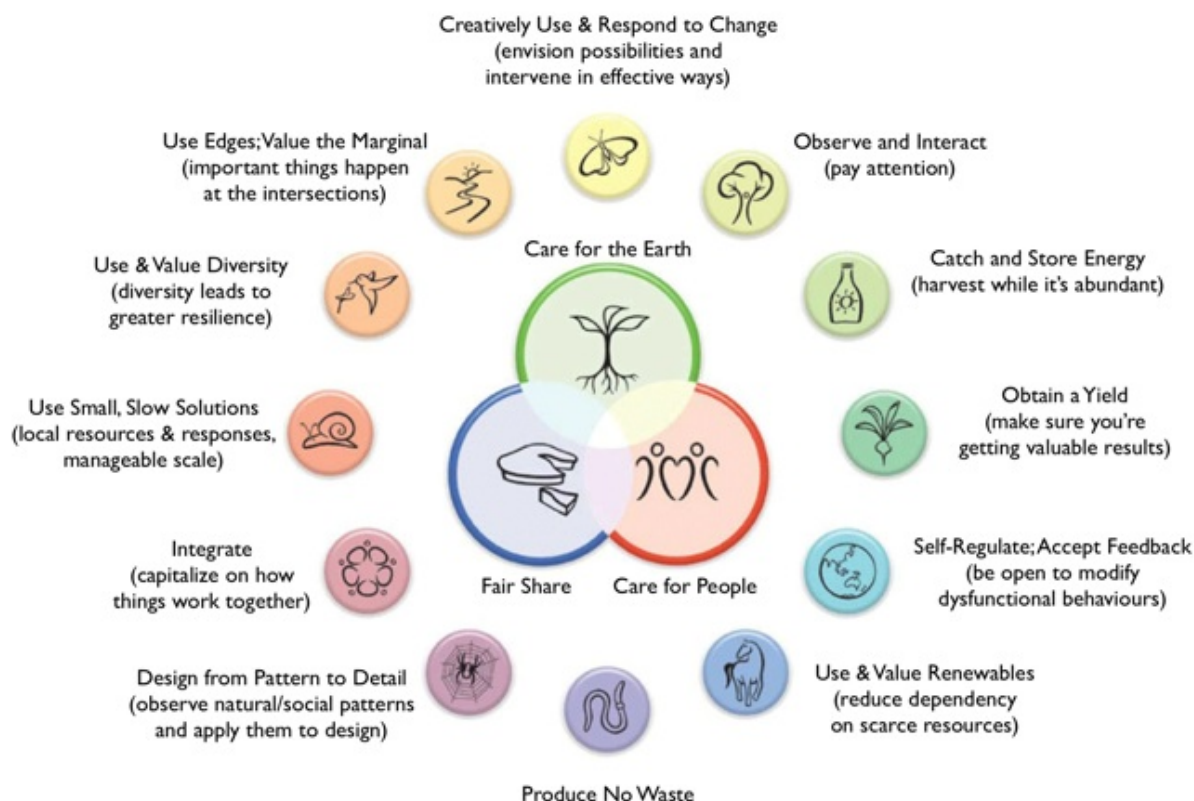 Creatively Use & Respond to Change
(envision possibilities and
intervene in effective ways)
Observe and Interact
(pay attention)
Catch and Store Energy
(harvest while it's abundant)
Obtain a Yield
(make sure you're
getting valuable results)
Self-Regulate; Accept Feedback
(be open to modify
dysfunctional behaviours)
Use & Value Renewables
(reduce dependency
on scarce resources)
Produce No Waste
Design from Pattern to Detail
(observe natural/social patterns
and apply them to design)
Integrate
(capitalize on how
things work together)
Use Small, Slow Solutions
(local resources & responses,
manageable scale)
Use & Value Diversity
(diversity leads to
greater resilience)
Use Edges; Value the Marginal
(important things happen
at the intersections)
Care for the Earth
Fair Share
Care for People